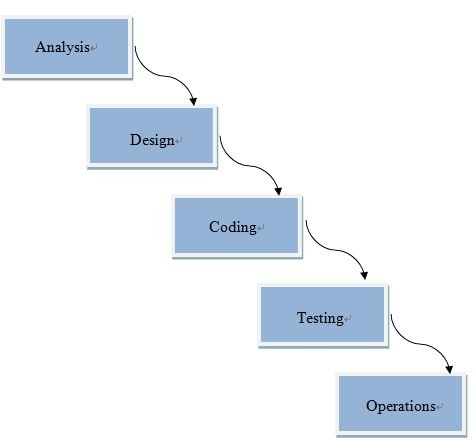 Analysis
Design
Coding
Testing
Operations